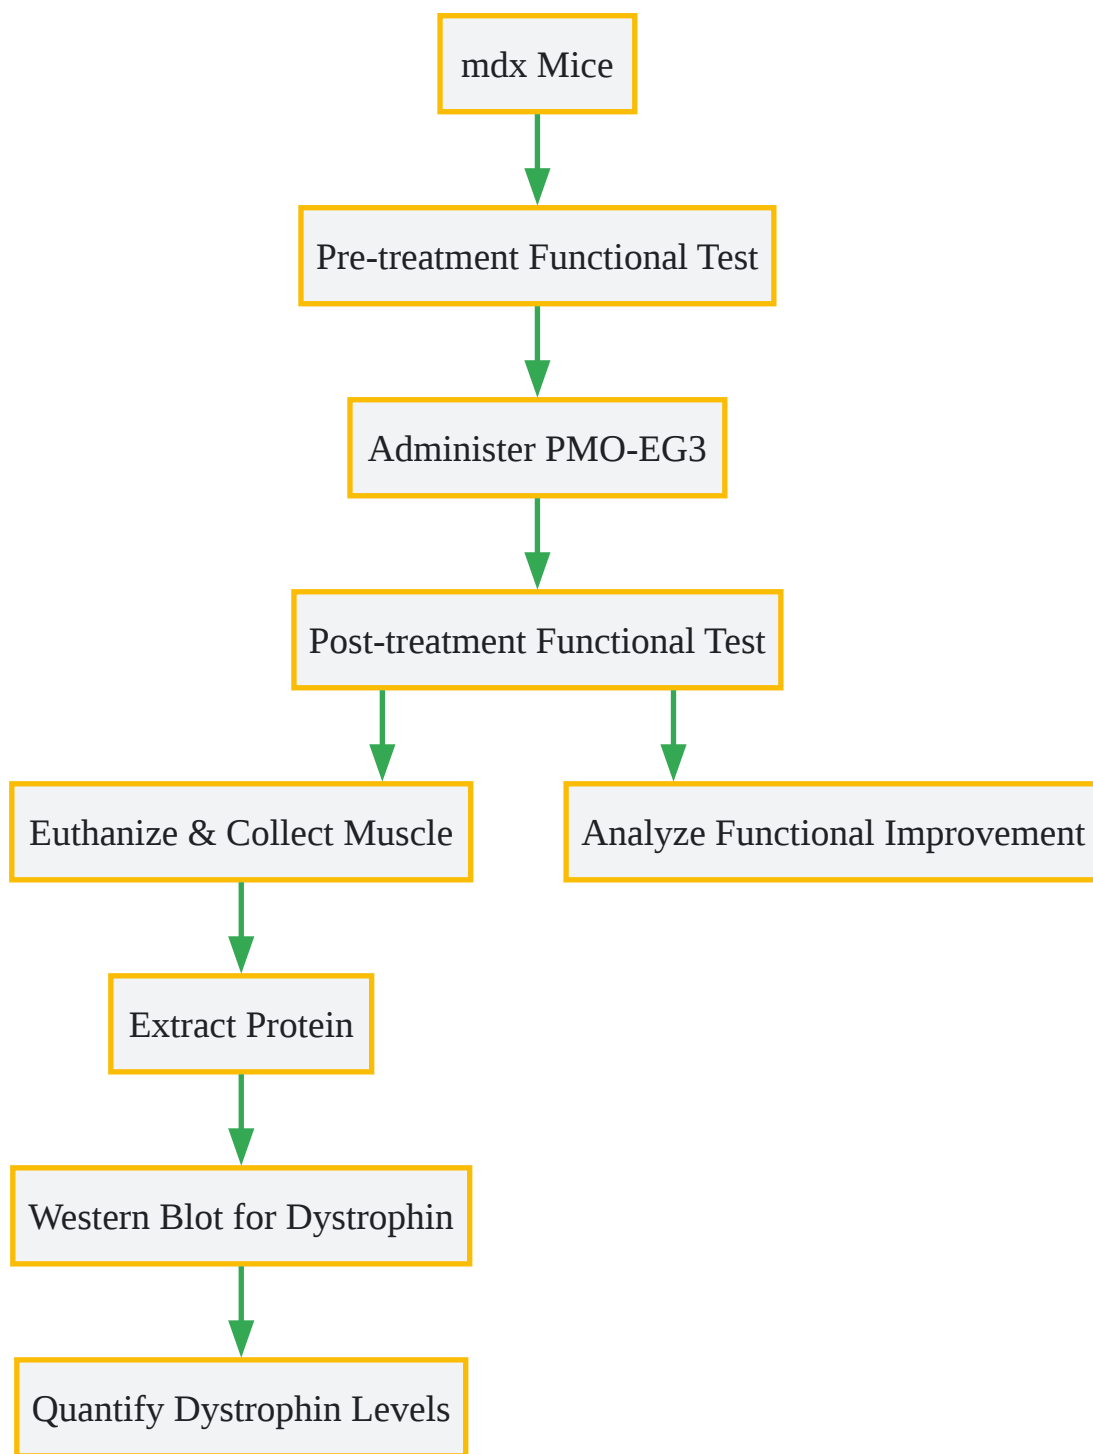 mdx Mice
Pre-treatment Functional Test
Administer PMO-EG3
Post-treatment Functional Test
Euthanize & Collect Muscle
Analyze Functional Improvement
Extract Protein
Western Blot for Dystrophin
Quantify Dystrophin Levels